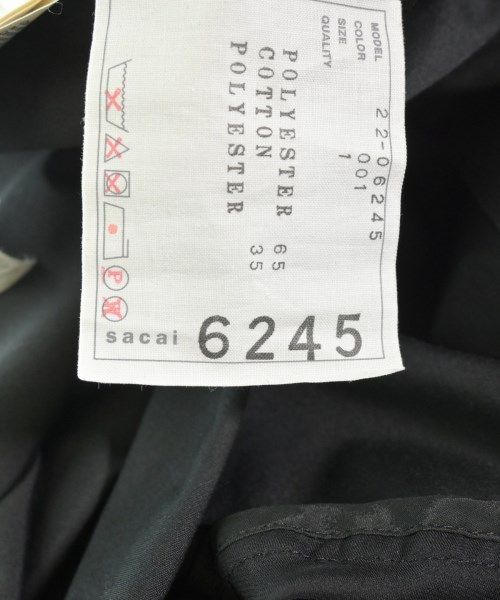 MODEL 22-06245
COLOR 001
SIZE 1
QUALITY
POLYESTER 65
COTTON 35
POLYESTER
P
W
sacai 6245